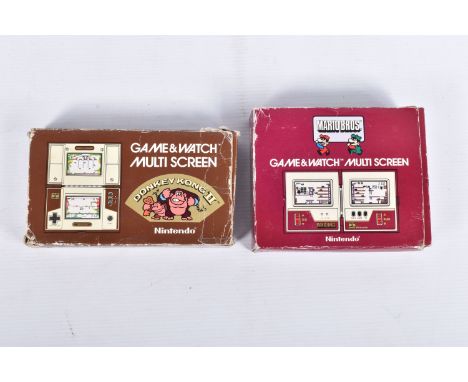 GAME & WATCH™
MULTI SCREEN
DONKEY KONG II
Nintendo®
MARIO BROS.
GAME & WATCH™ MULTI SCREEN
Nintendo®